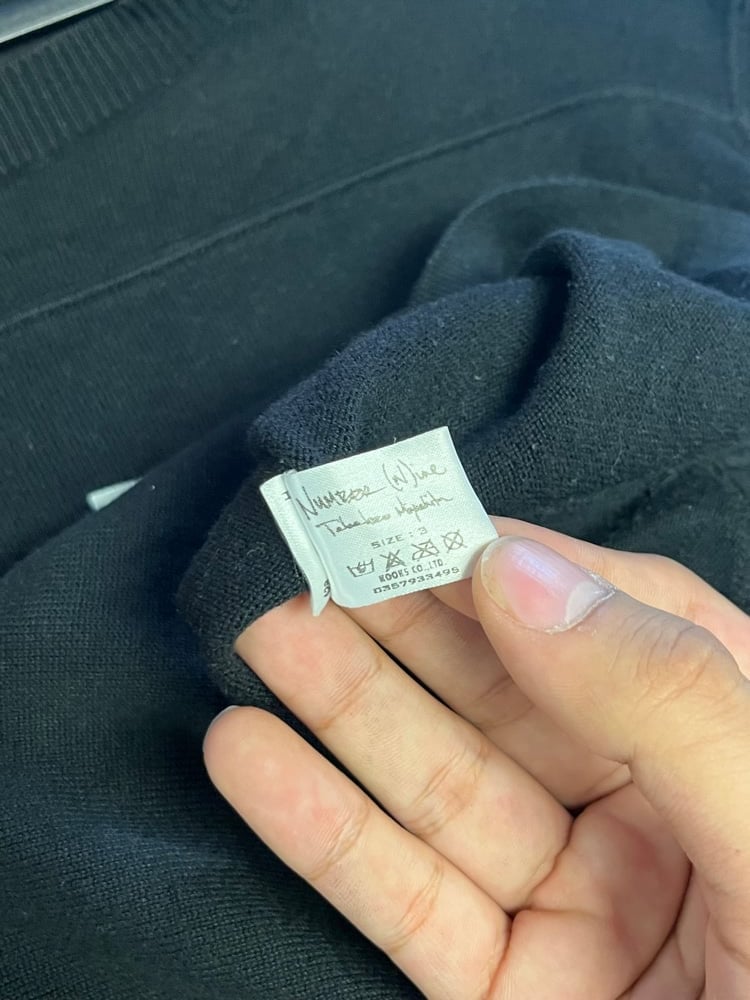 NUMBER (N)ine
Takahiro Miyashita
SIZE : 3
KOOKS CO.,LTD.
0357933495